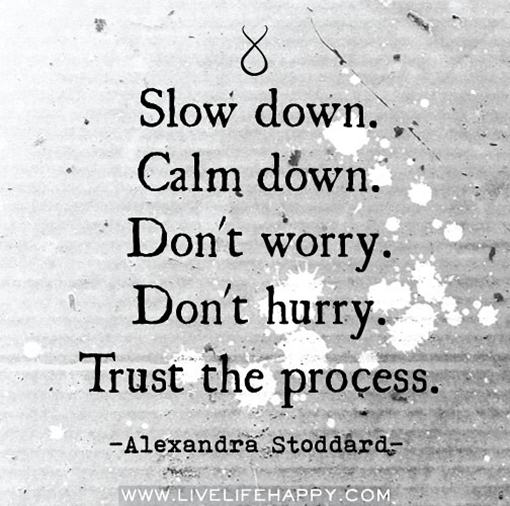 Slow down.
Calm down.
Don't worry.
Don't hurry.
Trust the process.
-Alexandra Stoddard-
WWW.LIVELIFEHAPPY.COM